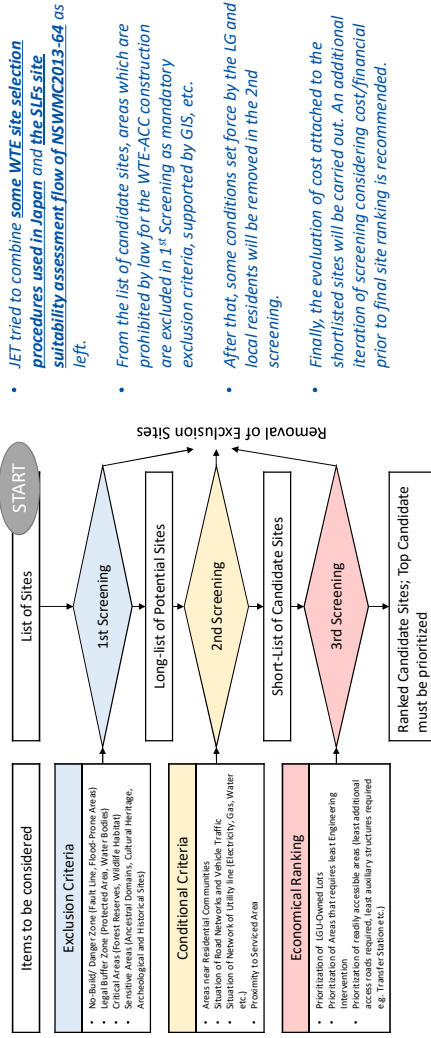 START
Items to be considered
List of Sites
Exclusion Criteria
• No-Build/ Danger Zone (Fault Line, Flood-Prone Areas)
• Legal Buffer Zone (Protected Area, Water Bodies)
• Critical Areas (Forest Reserves, Wildlife Habitat)
• Sensitive Areas (Ancestral Domains, Cultural Heritage,
Archeological and Historical Sites)
1st Screening
Long-list of Potential Sites
Conditional Criteria
• Areas near Residential Communities
• Situation of Road Networks and Vehicle Traffic
• Situation of Network of Utility line (Electricity, Gas, Water
etc.)
• Proximity to Serviced Area
2nd Screening
Short-List of Candidate Sites
Economical Ranking
• Prioritization of LGU-Owned Lots
• Prioritization of Areas that requires least Engineering
Intervention
• Prioritization of readily accessible areas (least additional
access roads required, least auxiliary structures required
e.g. Transfer Station etc.)
3rd Screening
Ranked Candidate Sites; Top Candidate
must be prioritized
Removal of Exclusion Sites
• JET tried to combine some WTE site selection
procedures used in Japan and the SLFs site
suitability assessment flow of NSWMC2013-64 as
left.
• From the list of candidate sites, areas which are
prohibited by law for the WTE-ACC construction
are excluded in 1st Screening as mandatory
exclusion criteria, supported by GIS, etc.
• After that, some conditions set force by the LG and
local residents will be removed in the 2nd
screening.
• Finally, the evaluation of cost attached to the
shortlisted sites will be carried out. An additional
iteration of screening considering cost/financial
prior to final site ranking is recommended.